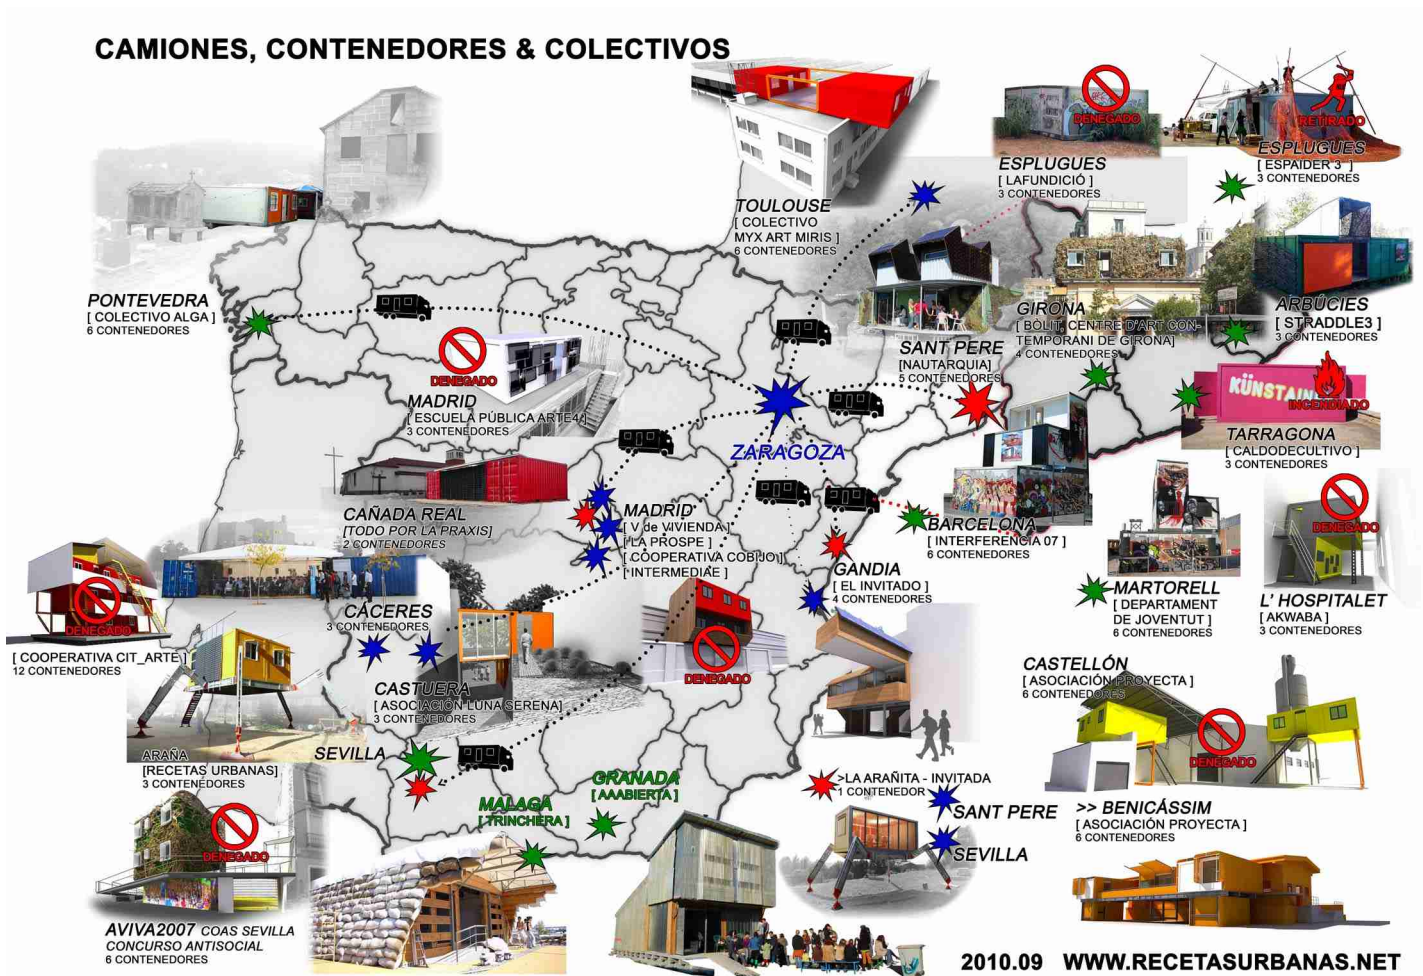 CAMIONES, CONTENEDORES & COLECTIVOS
DENEGADO
RETIRADO
ESPLUGUES
[ LAFUNDICIÓ ]
3 CONTENEDORES
ESPLUGUES
[ ESPAIDER 3 ]
3 CONTENEDORES
TOULOUSE
[ COLECTIVO
MYX ART MIRIS ]
6 CONTENEDORES
PONTEVEDRA
[ COLECTIVO ALGA ]
6 CONTENEDORES
GIRONA
[ BÒLIT, CENTRE D'ART CON-
TEMPORANI DE GIRONA]
4 CONTENEDORES
ARBÚCIES
[ STRADDLE3 ]
3 CONTENEDORES
SANT PERE
[NAUTARQUIA]
5 CONTENEDORES
DENEGADO
MADRID
[ ESCUELA PÚBLICA ARTE4 ]
3 CONTENEDORES
KÜNSTAINER
INCENDIADO
TARRAGONA
[ CALDODECULTIVO ]
3 CONTENEDORES
ZARAGOZA
CAÑADA REAL
[TODO POR LA PRAXIS]
2 CONTENEDORES
MADRID
[ V de VIVIENDA ]
[ LA PROSPE ]
[ COOPERATIVA COBIJO ]
[ INTERMEDIAE ]
BARCELONA
[ INTERFERENCIA 07 ]
6 CONTENEDORES
DENEGADO
GANDIA
[ EL INVITADO ]
4 CONTENEDORES
MARTORELL
[ DEPARTAMENT
DE JOVENTUT ]
6 CONTENEDORES
L' HOSPITALET
[ AKWABA ]
3 CONTENEDORES
DENEGADO
[ COOPERATIVA CIT_ARTE ]
12 CONTENEDORES
CÁCERES
3 CONTENEDORES
DENEGADO
CASTUERA
[ ASOCIACIÓN LUNA SERENA]
3 CONTENEDORES
CASTELLÓN
[ ASOCIACIÓN PROYECTA ]
6 CONTENEDORES
DENEGADO
ARAÑA
[RECETAS URBANAS]
3 CONTENEDORES
SEVILLA
GRANADA
[ AAABIERTA ]
MALAGA
[ TRINCHERA ]
>LA ARAÑITA - INVITADA
1 CONTENEDOR
SANT PERE
SEVILLA
>> BENICÁSSIM
[ ASOCIACIÓN PROYECTA ]
6 CONTENEDORES
DENEGADO
AVIVA2007 COAS SEVILLA
CONCURSO ANTISOCIAL
6 CONTENEDORES
2010.09 WWW.RECETASURBANAS.NET